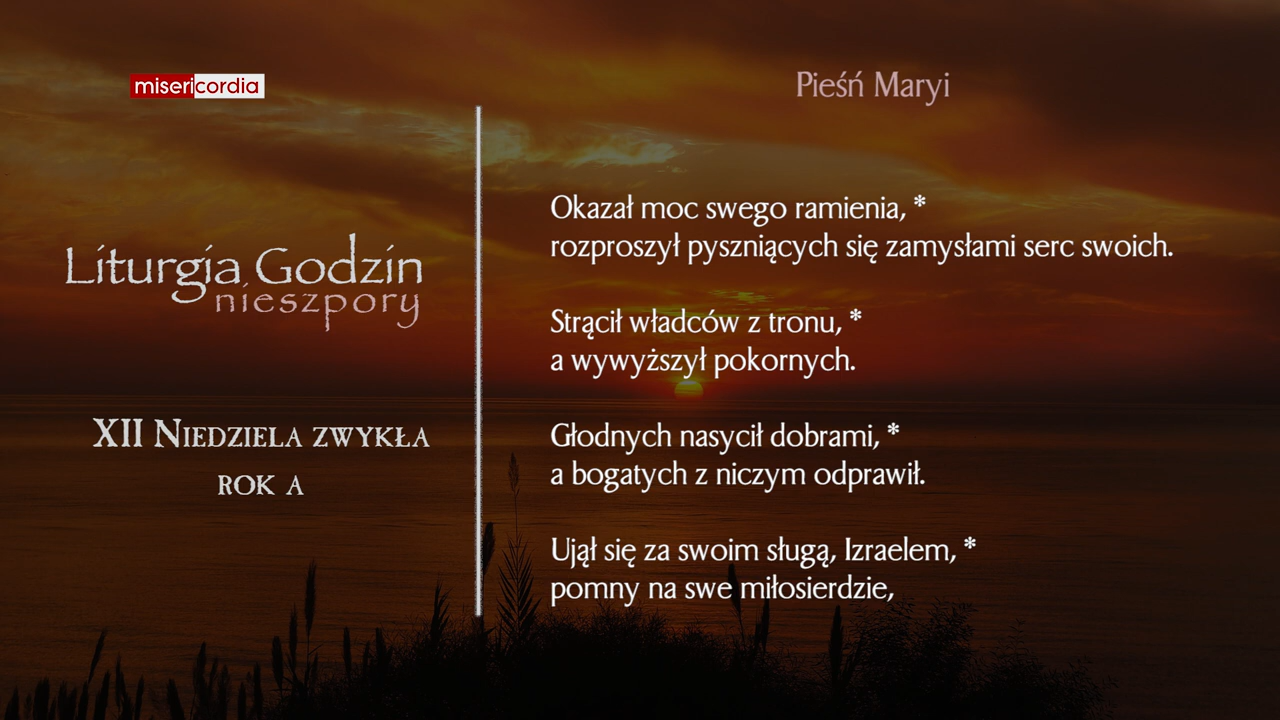 misericordia
Liturgia Godzin
nieszpory
XII Niedziela zwykła
rok a
Pieśń Maryi
Okazał moc swego ramienia, *
rozproszył pyszniących się zamysłami serc swoich.
Strącił władców z tronu, *
a wywyższył pokornych.
Głodnych nasycił dobrami, *
a bogatych z niczym odprawił.
Ujął się za swoim sługą, Izraelem, *
pomny na swe miłosierdzie,